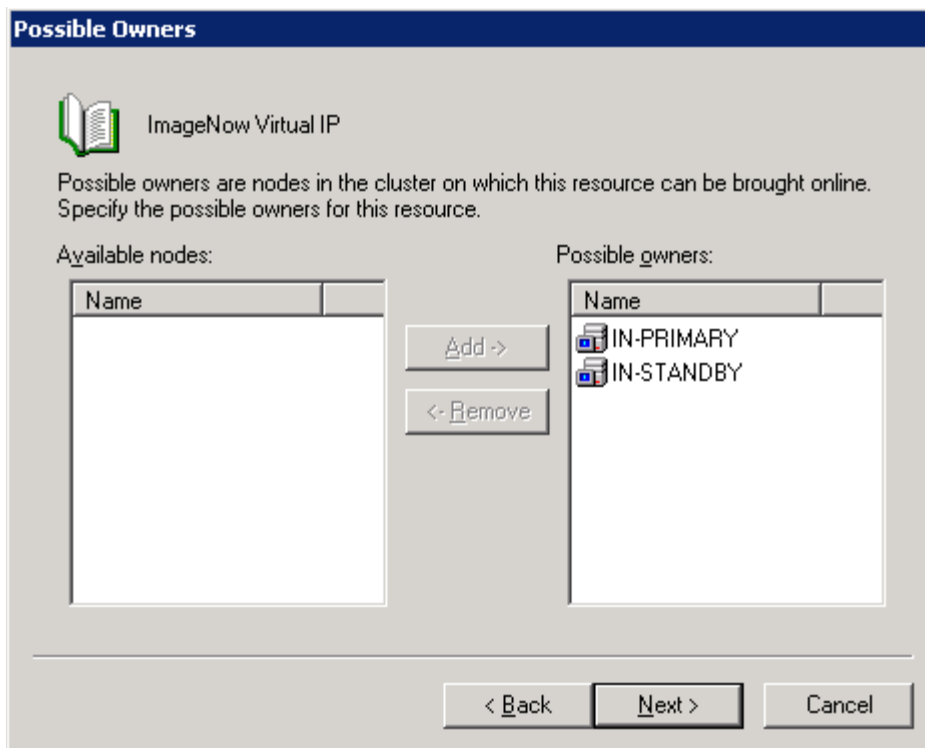 Possible Owners
ImageNow Virtual IP
Possible owners are nodes in the cluster on which this resource can be brought online.
Specify the possible owners for this resource.
Available nodes:
Name
Add ->
<- Remove
Possible owners:
Name
IN-PRIMARY
IN-STANDBY
< Back
Next >
Cancel